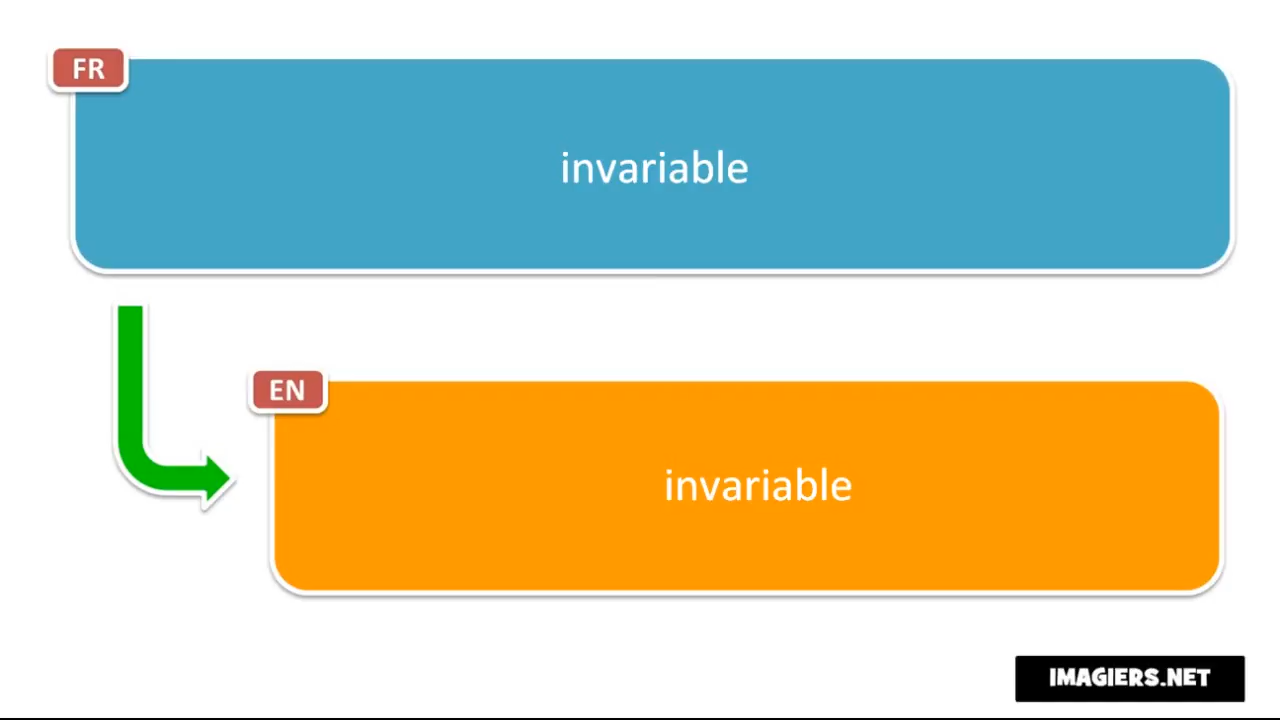 FR
invariable
EN
invariable
IMAGIERS.NET